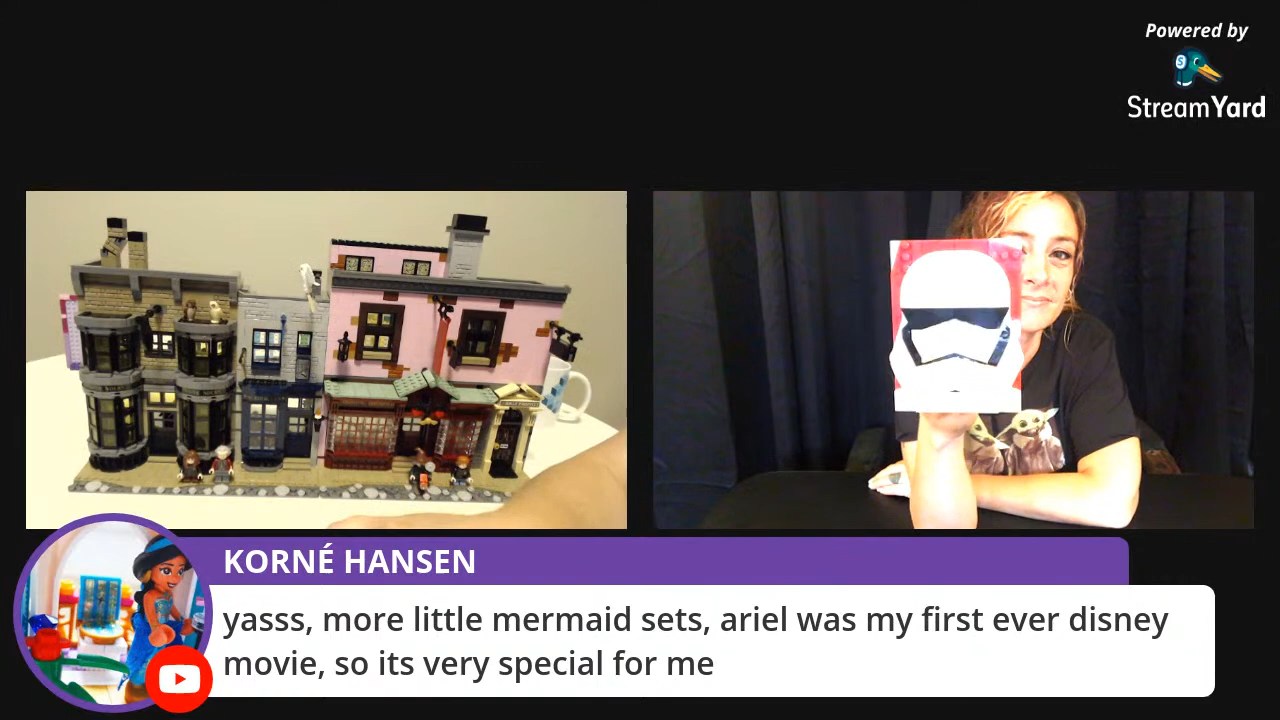 Powered by
StreamYard
KORNÉ HANSEN
yasss, more little mermaid sets, ariel was my first ever disney
movie, so its very special for me